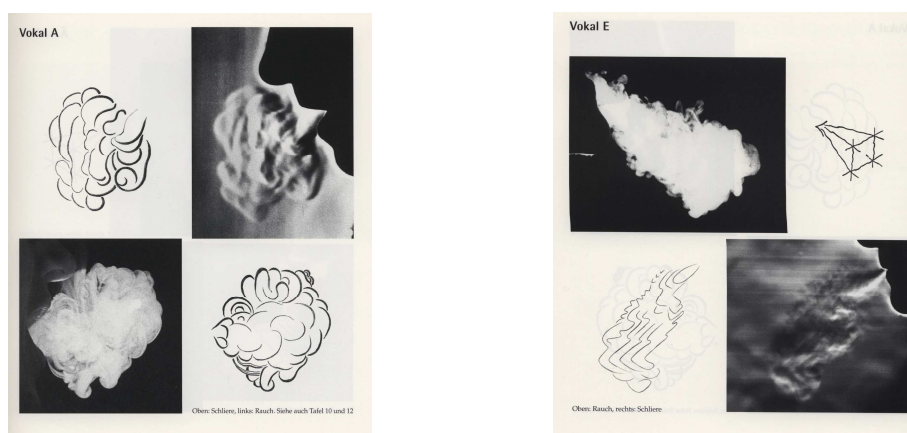 Vokal A
Oben: Schliere, links: Rauch. Siehe auch Tafel 10 und 12
Vokal E
Oben: Rauch, rechts: Schliere